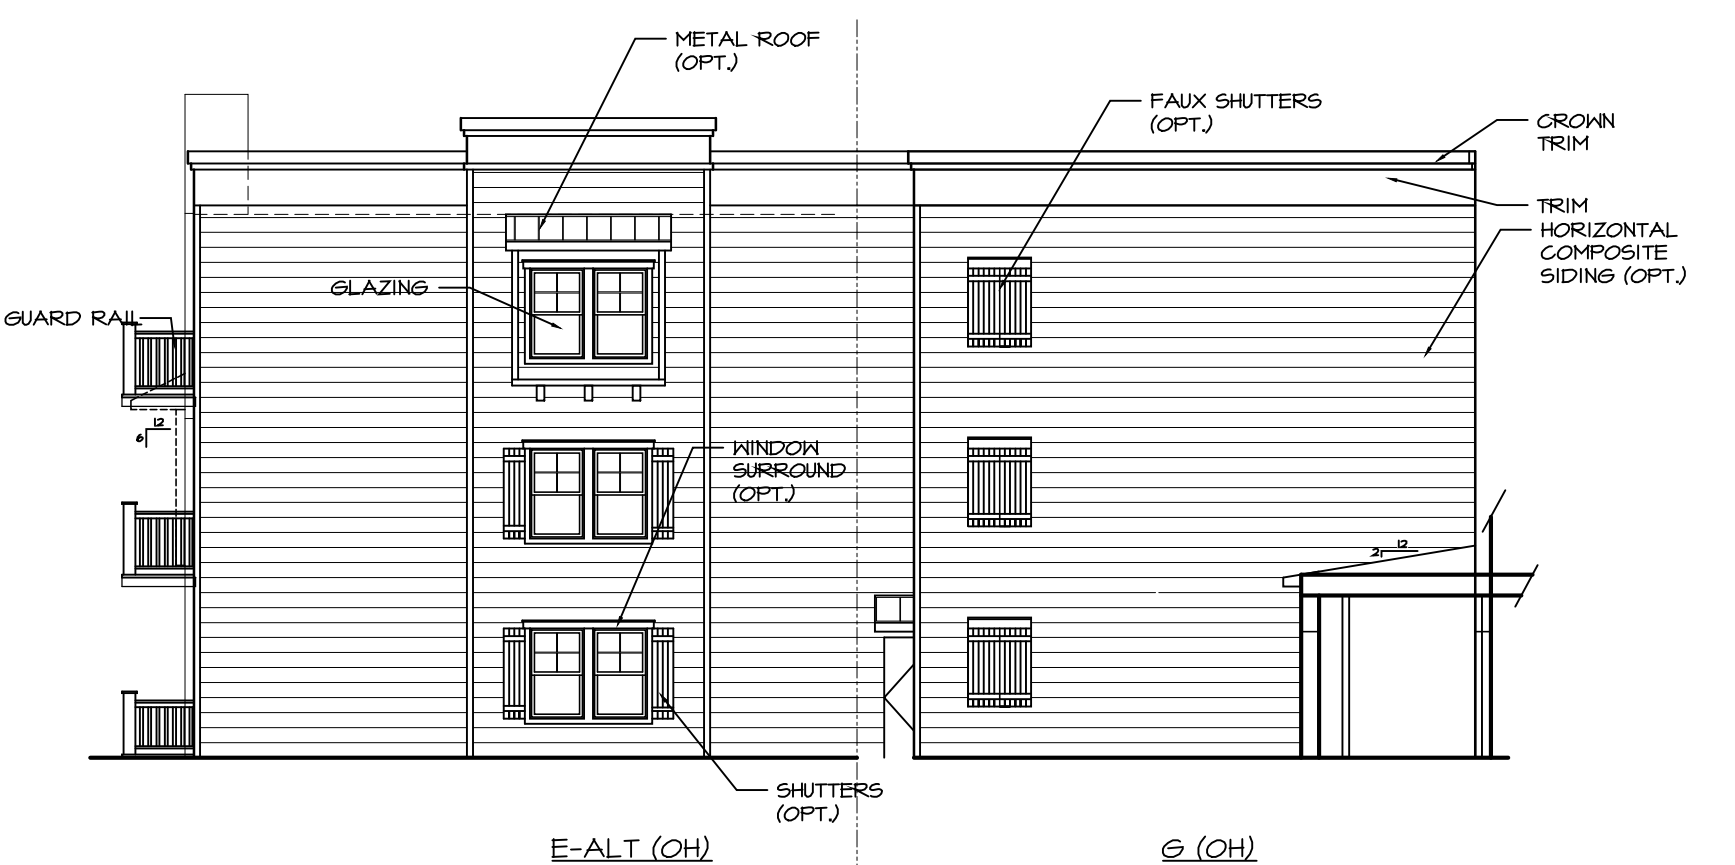 METAL ROOF
(OPT.)
FAUX SHUTTERS
(OPT.)
CROWN
TRIM
TRIM
HORIZONTAL
COMPOSITE
SIDING (OPT.)
GLAZING
GUARD RAIL
12
6
WINDOW
SURROUND
(OPT.)
12
2
SHUTTERS
(OPT.)
E-ALT (OH)
G (OH)